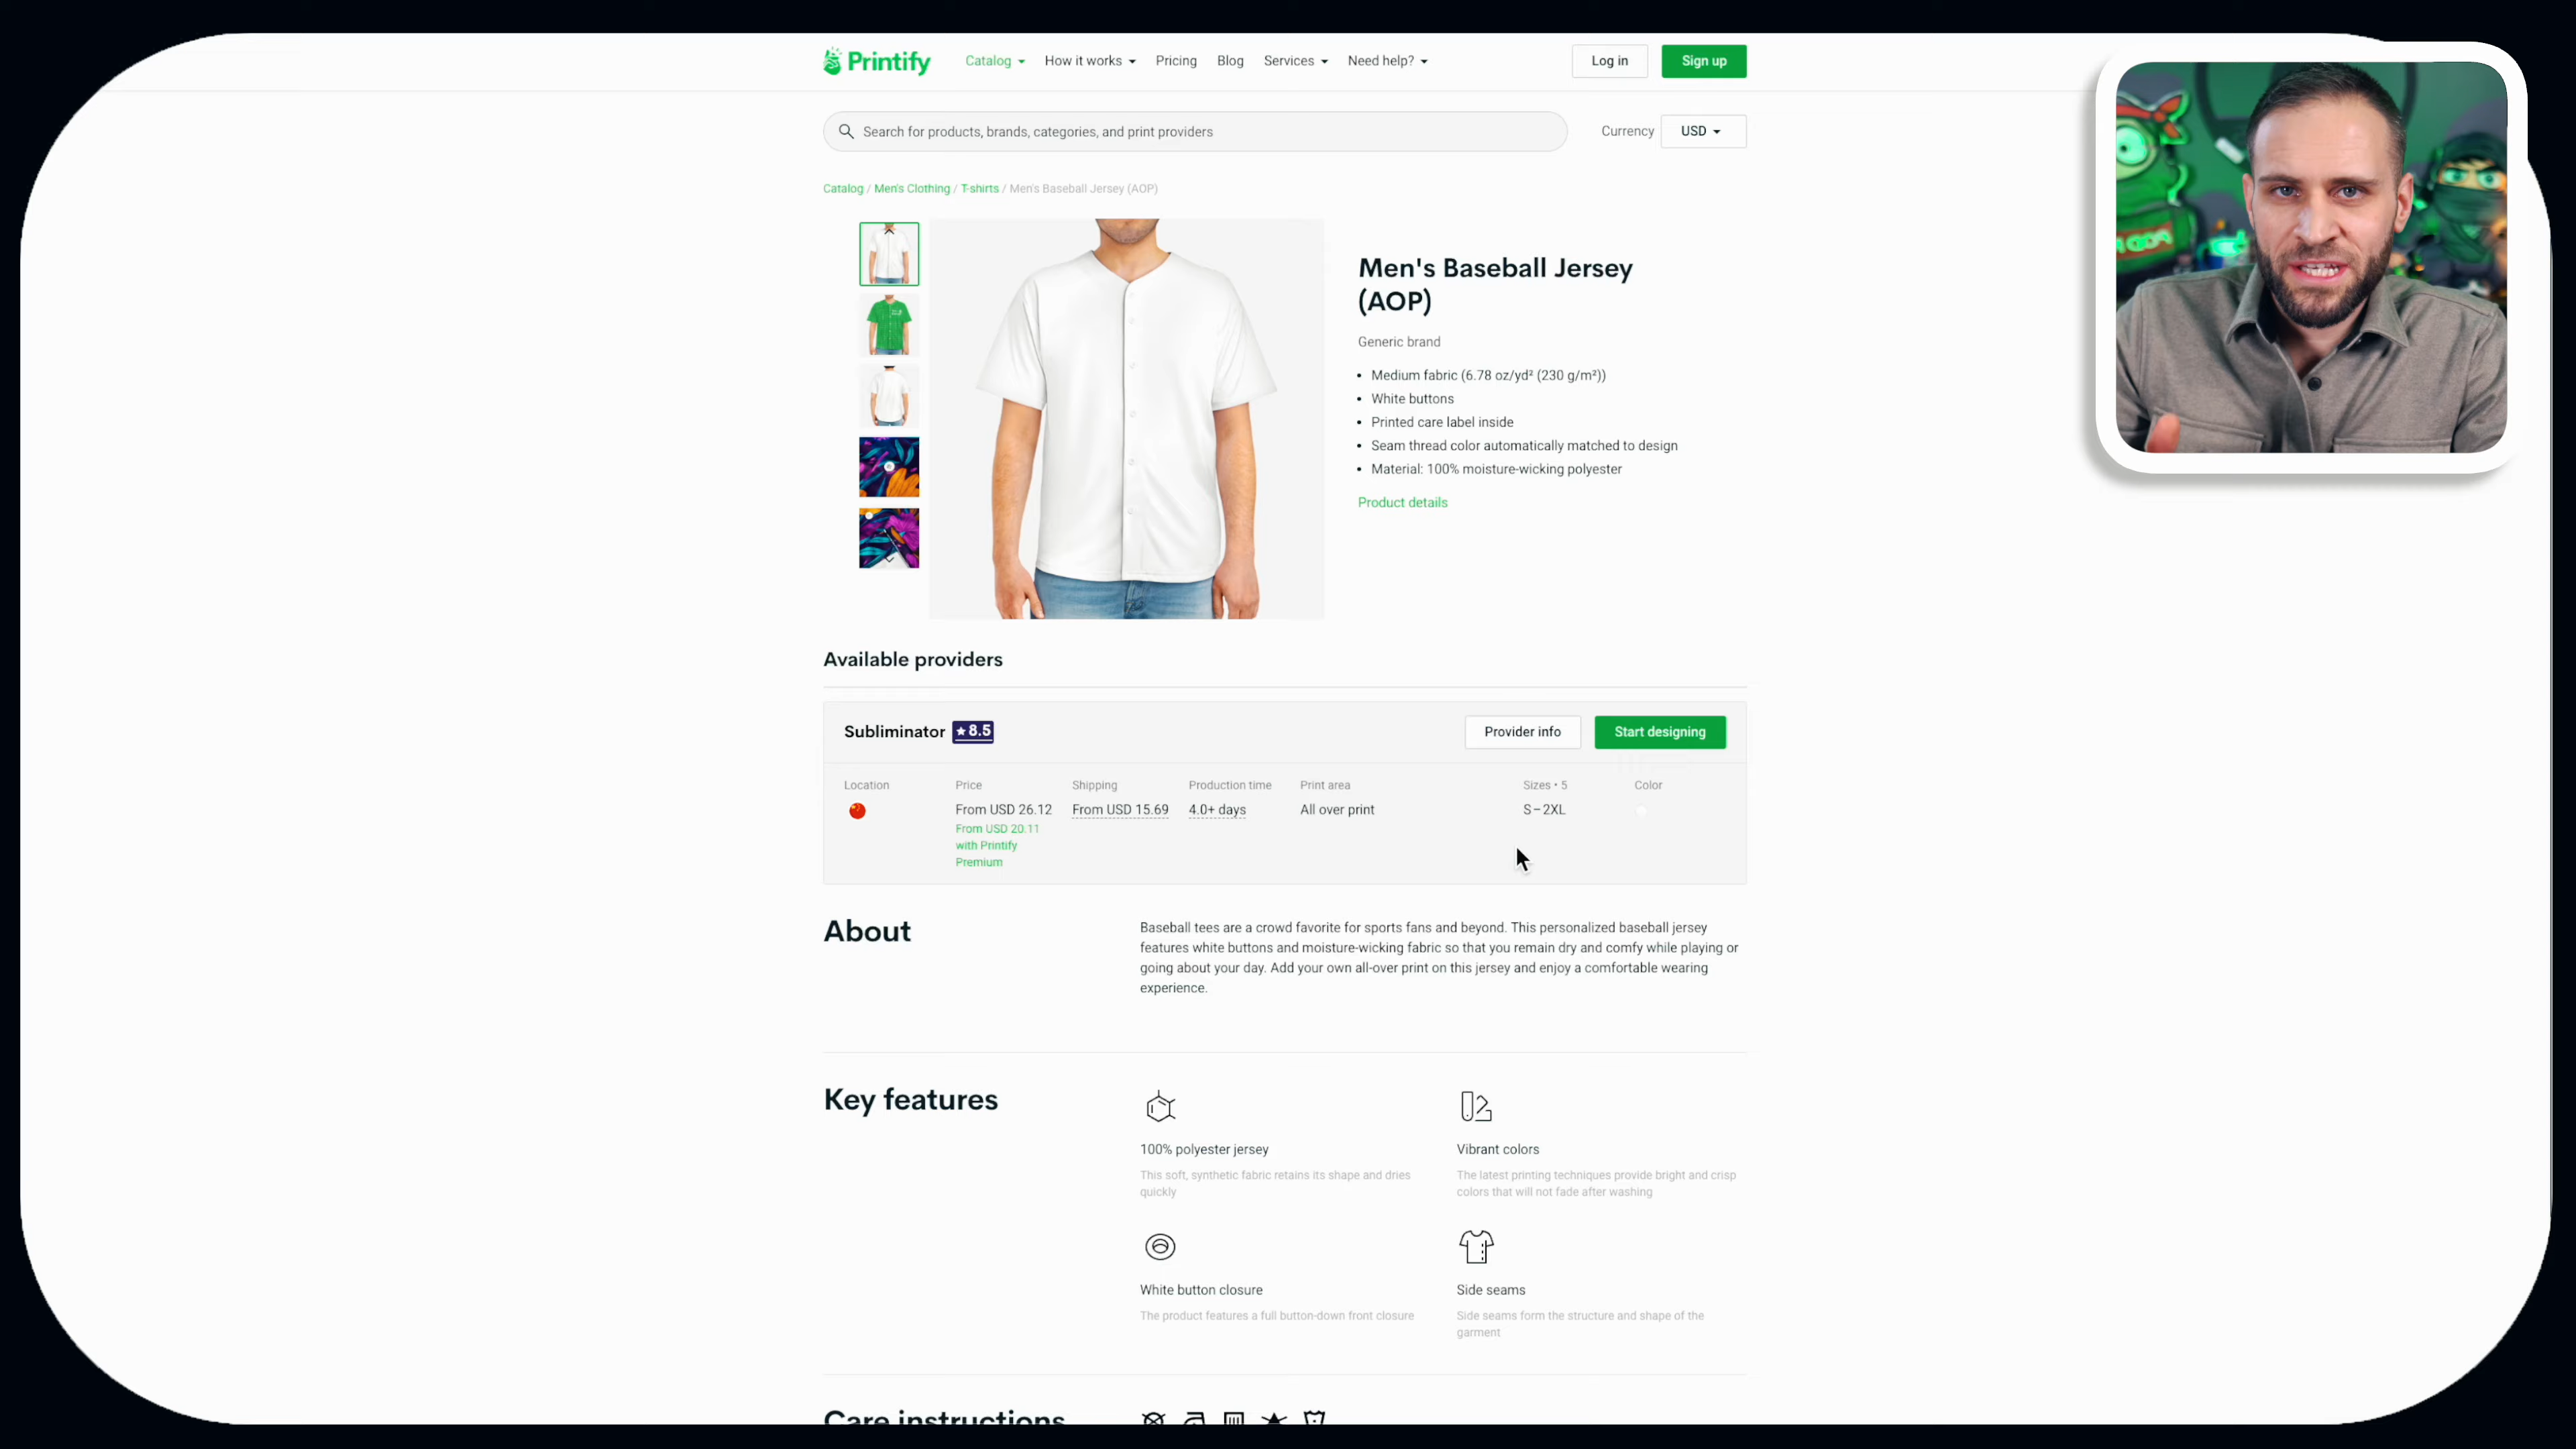 Printify
Catalog
How it works
Pricing
Blog
Services
Need help?
Log in
Sign up
Search for products, brands, categories, and print providers
Currency
USD
Catalog / Men's Clothing / T-shirts / Men's Baseball Jersey (AOP)
Men's Baseball Jersey
(AOP)
Generic brand
• Medium fabric (6.78 oz/yd² (230 g/m²))
• White buttons
• Printed care label inside
• Seam thread color automatically matched to design
• Material: 100% moisture-wicking polyester
Product details
Available providers
Subliminator
8.5
Provider info
Start designing
Location
Price
Shipping
Production time
Print area
Sizes • 5
Color
From USD 26.12
From USD 15.69
4.0+ days
All over print
S – 2XL
From USD 20.11
with Printify
Premium
About
Baseball tees are a crowd favorite for sports fans and beyond. This personalized baseball jersey
features white buttons and moisture-wicking fabric so that you remain dry and comfy while playing or
going about your day. Add your own all-over print on this jersey and enjoy a comfortable wearing
experience.
Key features
100% polyester jersey
This soft, synthetic fabric retains its shape and dries
quickly
Vibrant colors
The latest printing techniques provide bright and crisp
colors that will not fade after washing
White button closure
The product features a full button-down front closure
Side seams
Side seams form the structure and shape of the
garment
Care instructions